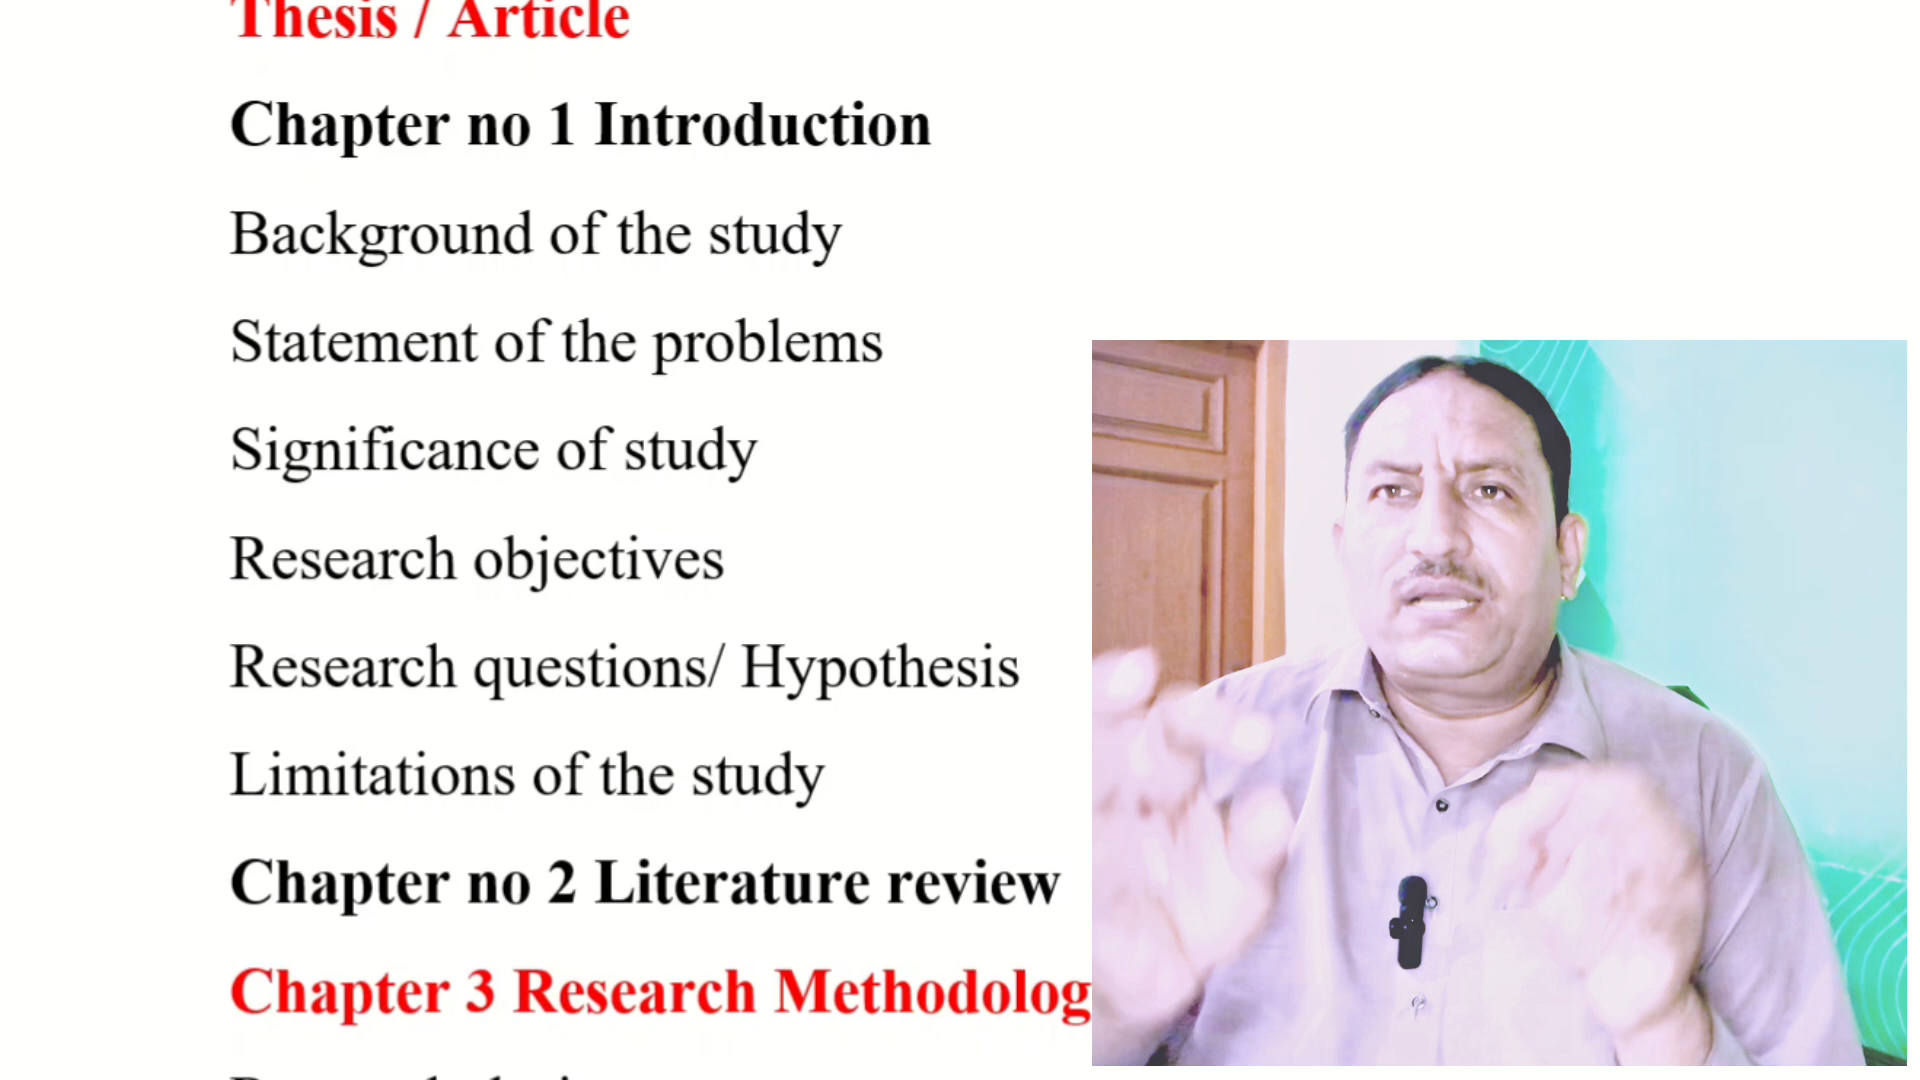 Thesis / Article
Chapter no 1 Introduction
Background of the study
Statement of the problems
Significance of study
Research objectives
Research questions/ Hypothesis
Limitations of the study
Chapter no 2 Literature review
Chapter 3 Research Methodolog